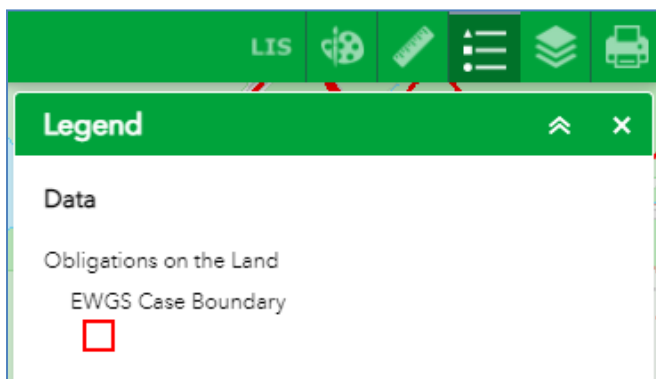 LIS
Legend
Data
Obligations on the Land
EWGS Case Boundary